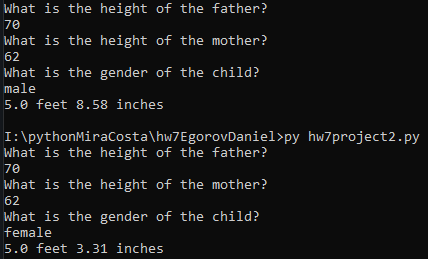 What is the height of the father?
70
What is the height of the mother?
62
What is the gender of the child?
male
5.0 feet 8.58 inches
I:\pythonMiraCosta\hw7EgorovDaniel>py hw7project2.py
What is the height of the father?
70
What is the height of the mother?
62
What is the gender of the child?
female
5.0 feet 3.31 inches